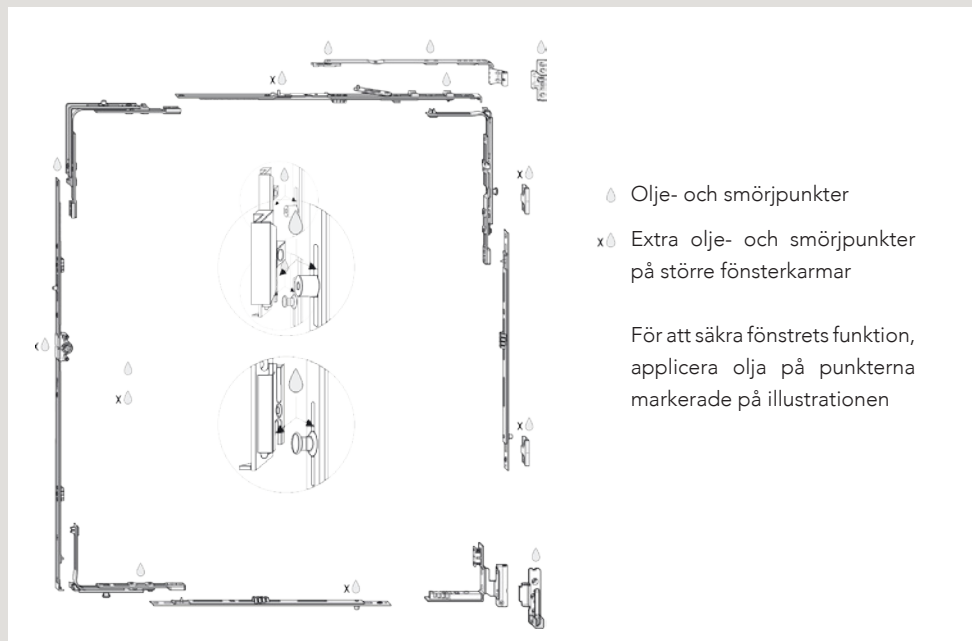 x
x
x
x
Olje- och smörjpunkter
x Extra olje- och smörjpunkter
på större fönsterkarmar
För att säkra fönstrets funktion,
applicera olja på punkterna
markerade på illustrationen
x
x